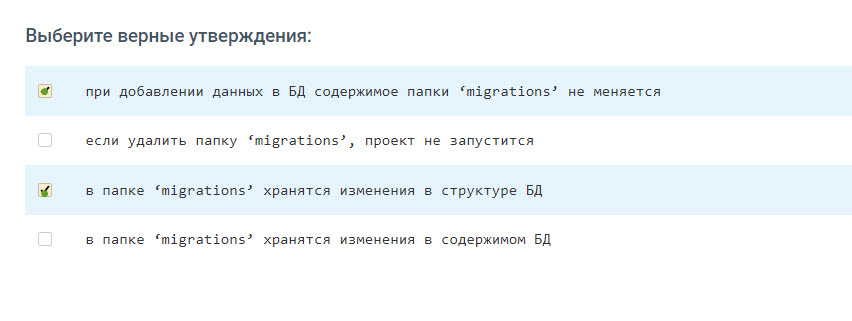 Выберите верные утверждения:
при добавлении данных в БД содержимое папки ‘migrations’ не меняется
если удалить папку ‘migrations’, проект не запустится
в папке ‘migrations’ хранятся изменения в структуре БД
в папке ‘migrations’ хранятся изменения в содержимом БД